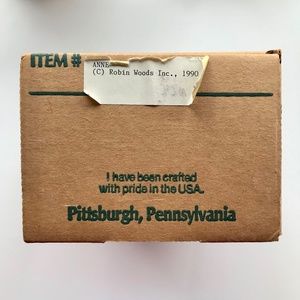 ITEM #
ANNE
(C) Robin Woods Inc., 1990
I have been crafted
with pride in the USA.
Pittsburgh, Pennsylvania